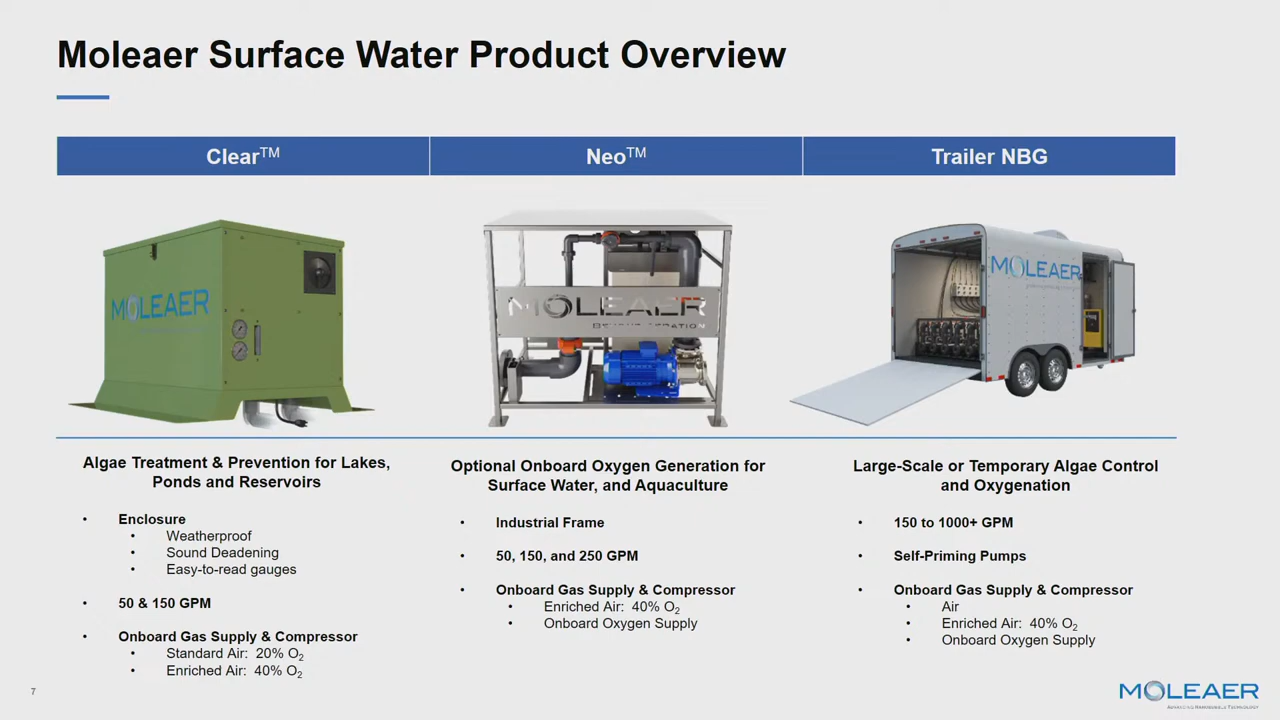 Moleaer Surface Water Product Overview
Clear™
Neo™
Trailer NBG
MOLEAER
MOLEAER
BEYOND AERATION
MOLEAER
Algae Treatment & Prevention for Lakes,
Ponds and Reservoirs
• Enclosure
• Weatherproof
• Sound Deadening
• Easy-to-read gauges
• 50 & 150 GPM
• Onboard Gas Supply & Compressor
• Standard Air: 20% O₂
• Enriched Air: 40% O₂
Optional Onboard Oxygen Generation for
Surface Water, and Aquaculture
• Industrial Frame
• 50, 150, and 250 GPM
• Onboard Gas Supply & Compressor
• Enriched Air: 40% O₂
• Onboard Oxygen Supply
Large-Scale or Temporary Algae Control
and Oxygenation
• 150 to 1000+ GPM
• Self-Priming Pumps
• Onboard Gas Supply & Compressor
• Air
• Enriched Air: 40% O₂
• Onboard Oxygen Supply
7
MOLEAER
ADVANCING NANOBUBBLE TECHNOLOGY